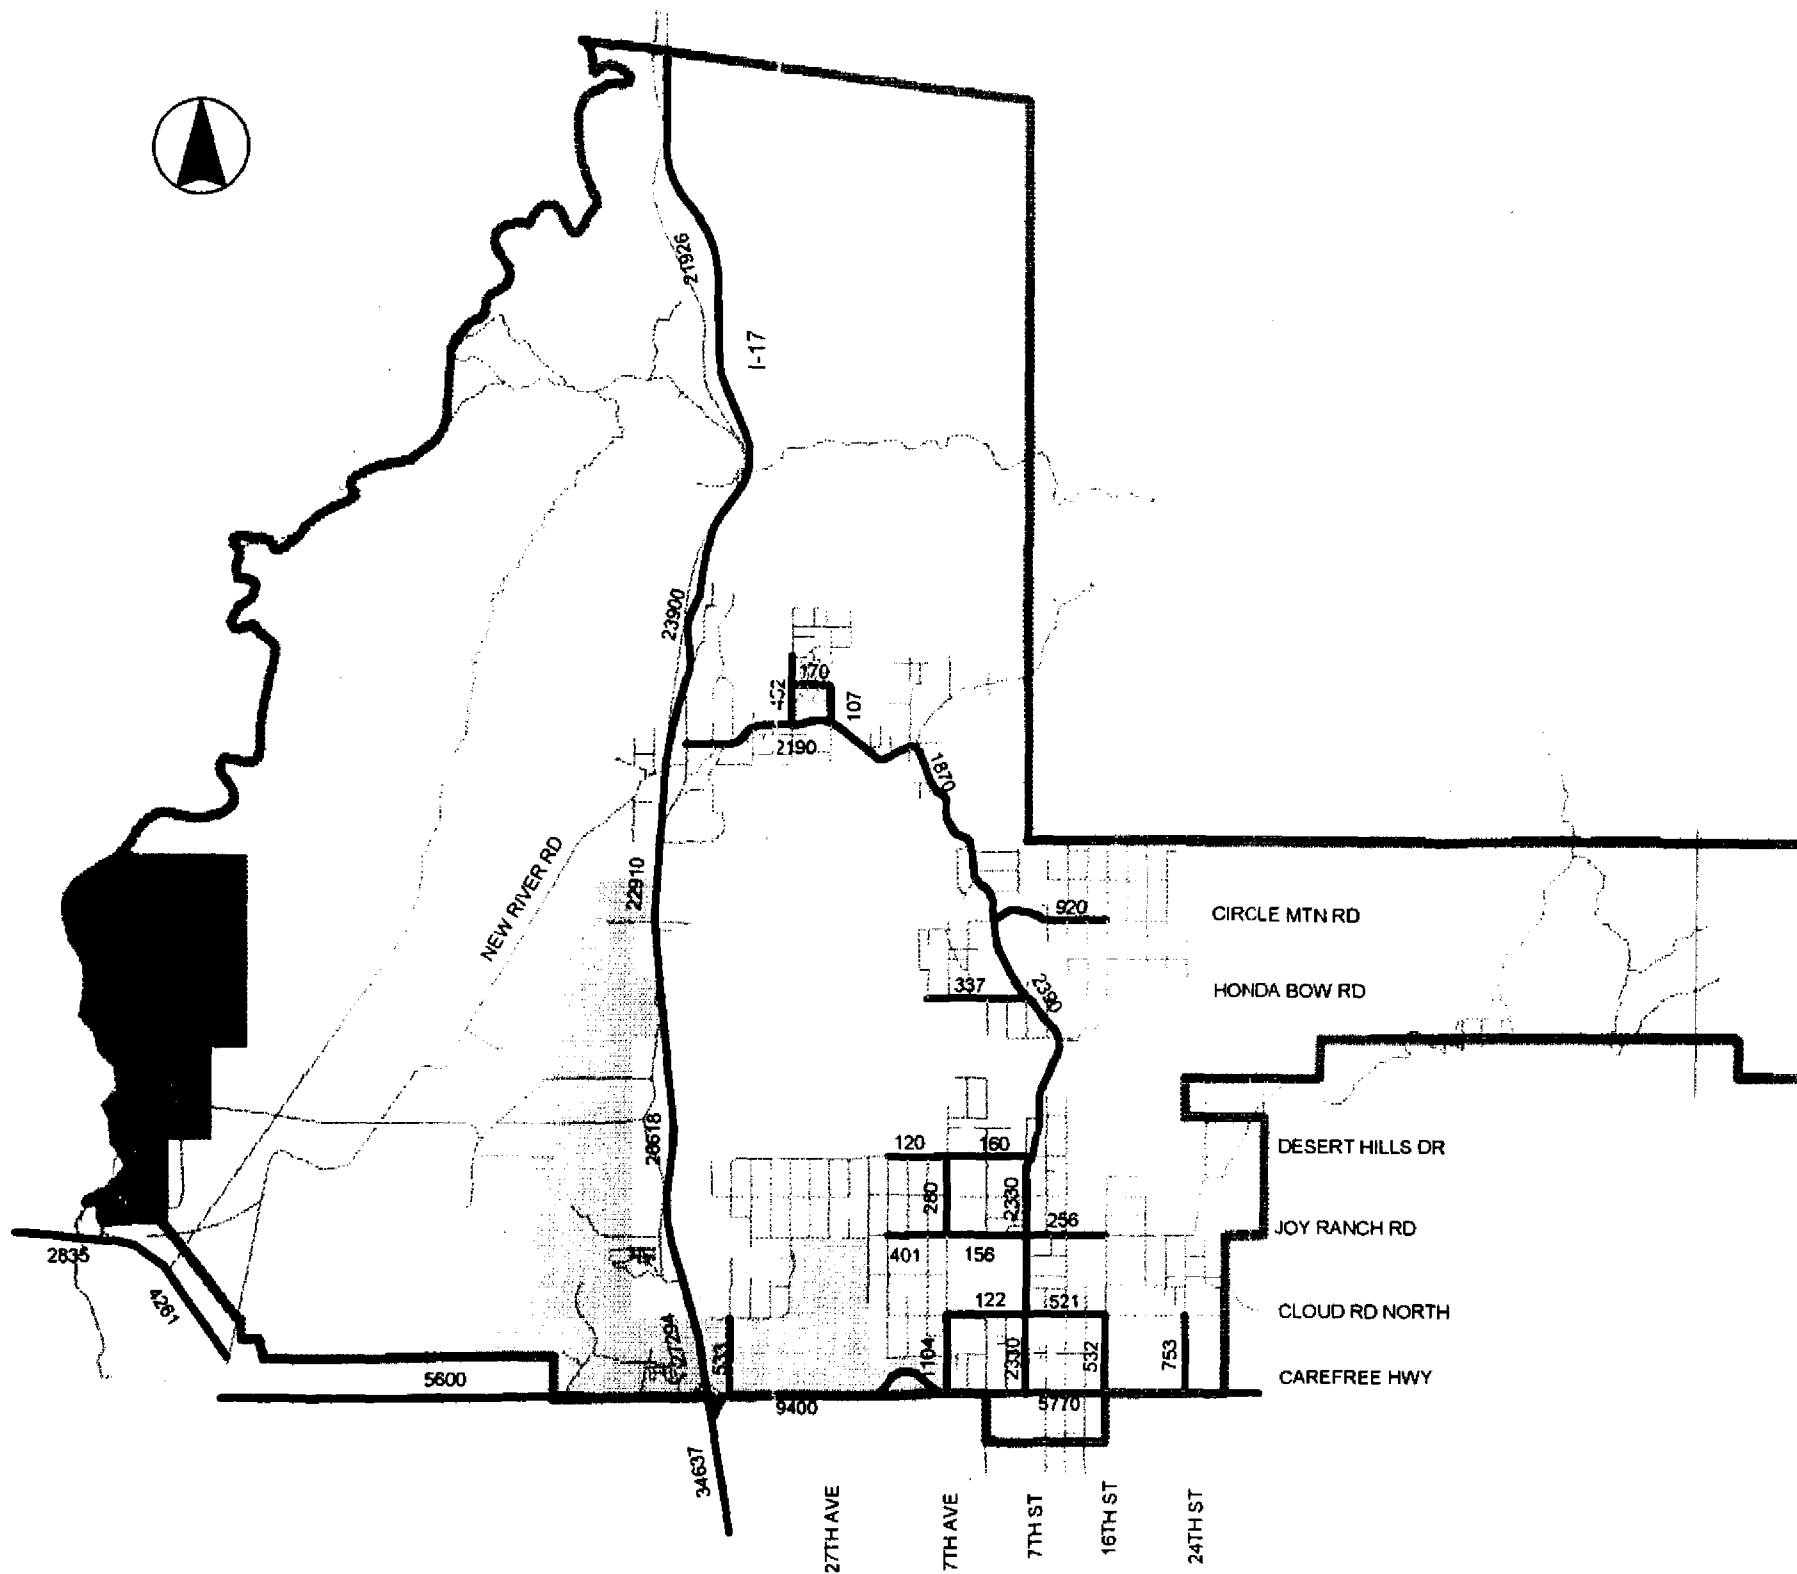 21926
I-17
23900
170
107
2190
1870
22910
NEW RIVER RD
920
CIRCLE MTN RD
337
2390
HONDA BOW RD
28618
120
160
DESERT HILLS DR
280
2330
256
JOY RANCH RD
401
156
2835
4261
122
521
CLOUD RD NORTH
27294
533
1104
2330
532
753
CAREFREE HWY
5600
9400
5770
34637
27TH AVE
7TH AVE
7TH ST
16TH ST
24TH ST